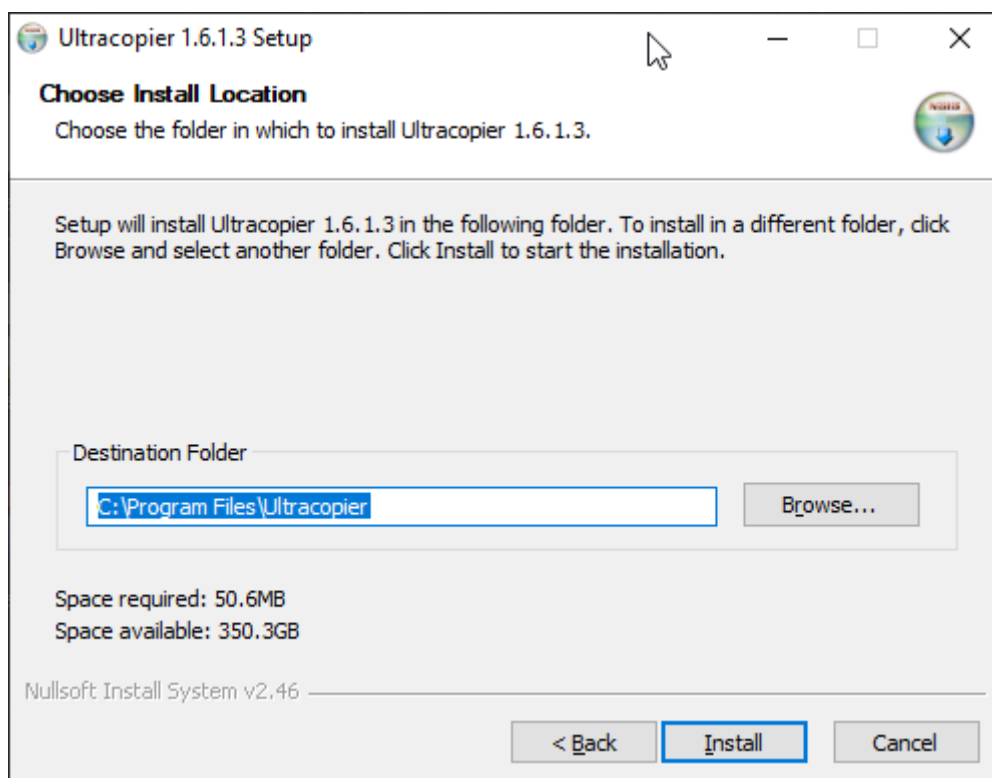 Ultracopier 1.6.1.3 Setup
Choose Install Location
Choose the folder in which to install Ultracopier 1.6.1.3.
NSIS
Setup will install Ultracopier 1.6.1.3 in the following folder. To install in a different folder, click
Browse and select another folder. Click Install to start the installation.
Destination Folder
C:\Program Files\Ultracopier
Browse...
Space required: 50.6MB
Space available: 350.3GB
Nullsoft Install System v2.46
< Back
Install
Cancel